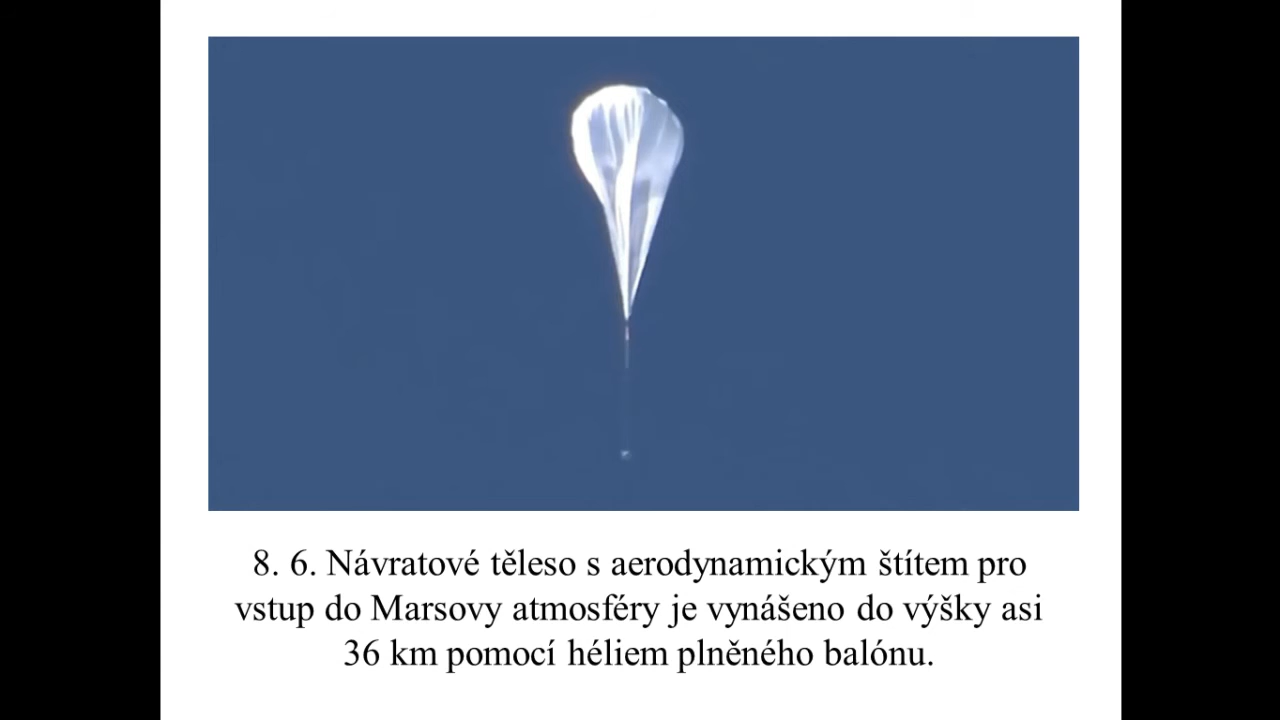 8. 6. Návratové těleso s aerodynamickým štítem pro
vstup do Marsovy atmosféry je vynášeno do výšky asi
36 km pomocí héliem plněného balónu.